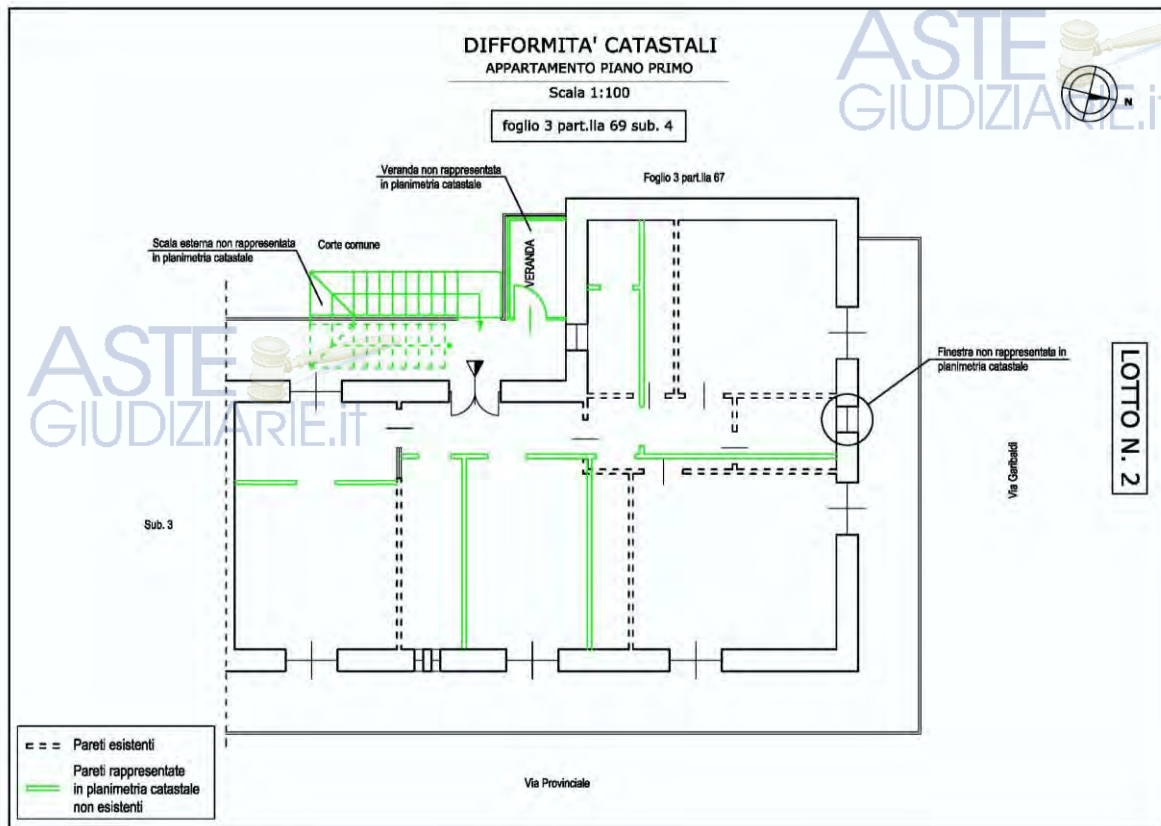 DIFFORMITA' CATASTALI
APPARTAMENTO PIANO PRIMO
Scala 1:100
foglio 3 part.lla 69 sub. 4
ASTE
GIUDIZIARIE.it
N
Veranda non rappresentata
in planimetria catastale
Foglio 3 part.lla 67
Scala esterna non rappresentata
in planimetria catastale
Corte comune
VERANDA
ASTE
GIUDIZIARIE.it
Finestra non rappresentata in
planimetria catastale
LOTTO N. 2
Via Garibaldi
Sub. 3
Pareti esistenti
Pareti rappresentate
in planimetria catastale
non esistenti
Via Provinciale